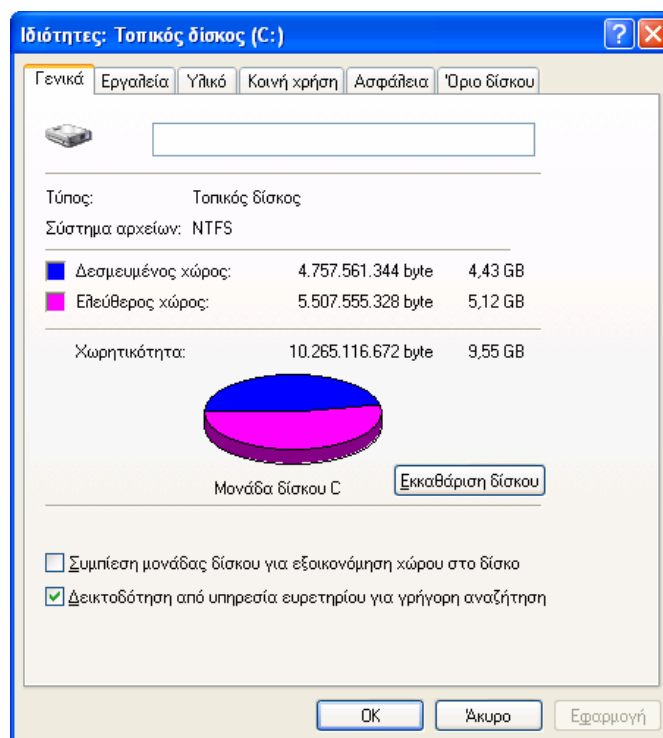 Ιδιότητες: Τοπικός δίσκος (C:)
Γενικά Εργαλεία Υλικό Κοινή χρήση Ασφάλεια Όριο δίσκου
Τύπος: Τοπικός δίσκος
Σύστημα αρχείων: NTFS
Δεσμευμένος χώρος: 4.757.561.344 byte 4,43 GB
Ελεύθερος χώρος: 5.507.555.328 byte 5,12 GB
Χωρητικότητα: 10.265.116.672 byte 9,55 GB
Μονάδα δίσκου C Εκκαθάριση δίσκου
Συμπίεση μονάδας δίσκου για εξοικονόμηση χώρου στο δίσκο
Δεικτοδότηση από υπηρεσία ευρετηρίου για γρήγορη αναζήτηση
OK Άκυρο Εφαρμογή